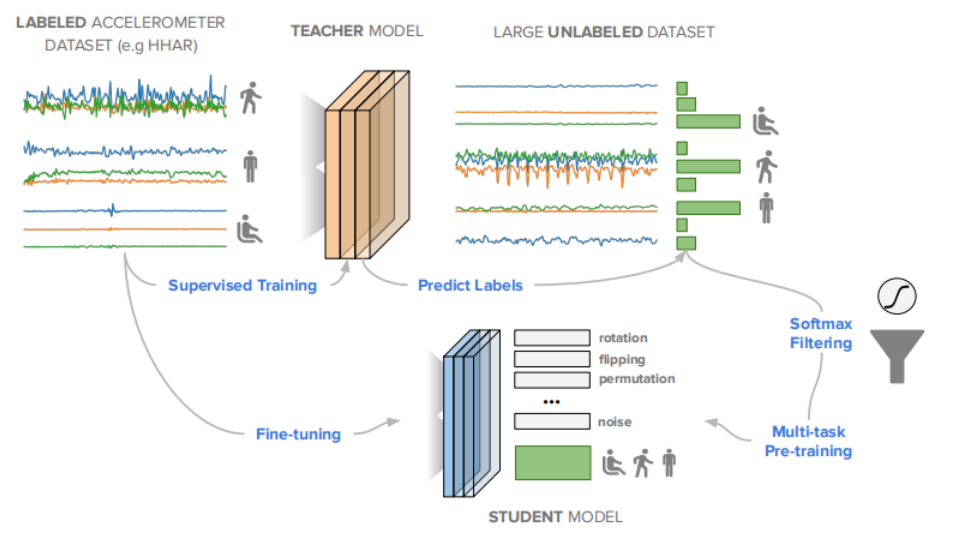 LABELED ACCELEROMETER
DATASET (e.g HHAR)
TEACHER MODEL
LARGE UNLABELED DATASET
Supervised Training
Predict Labels
Softmax
Filtering
rotation
flipping
permutation
...
noise
Fine-tuning
Multi-task
Pre-training
STUDENT MODEL